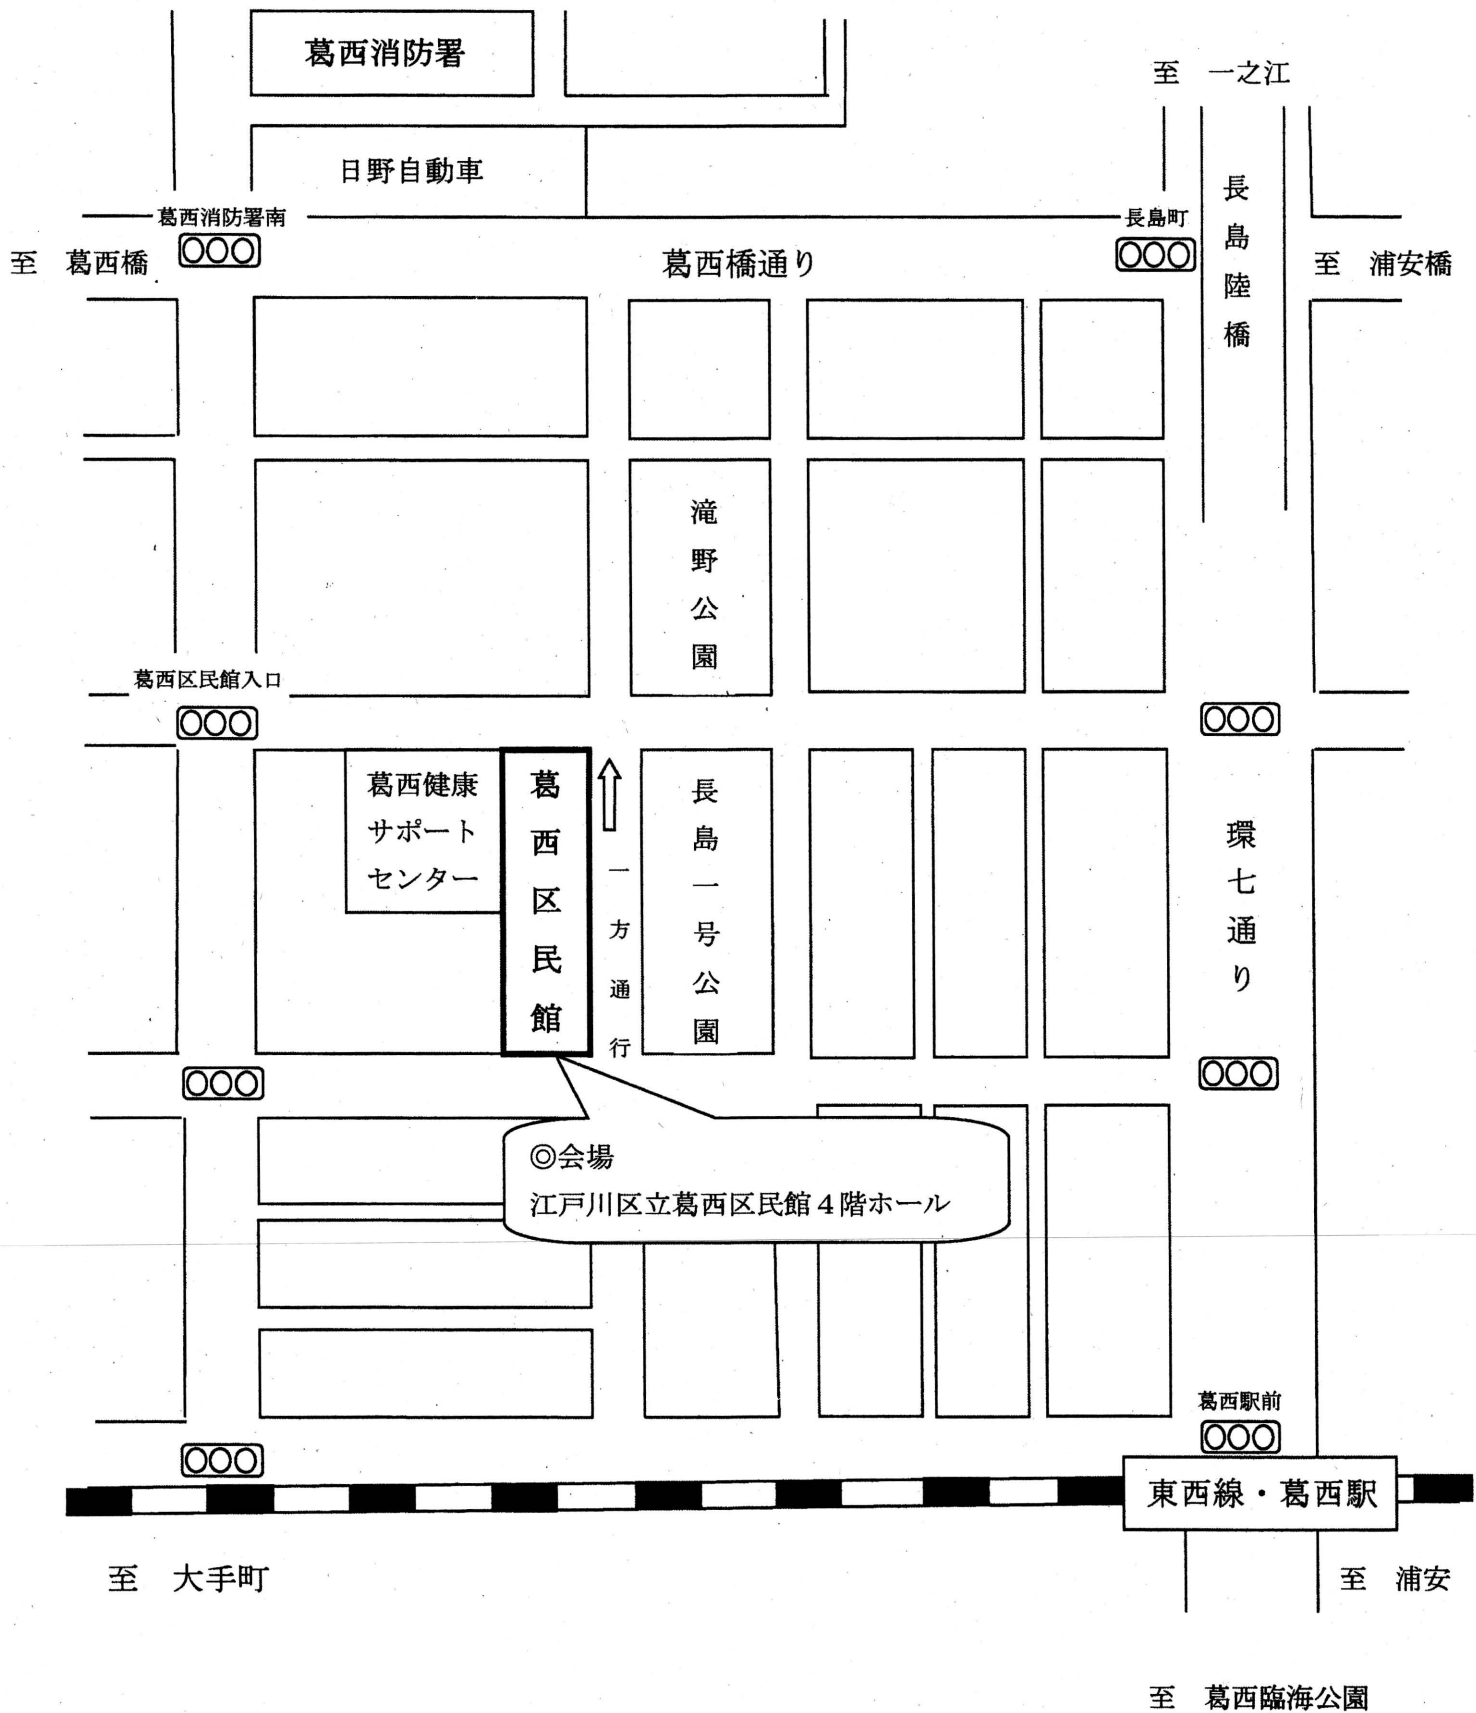 葛西消防署
至　一之江
日野自動車
長島陸橋
葛西消防署南
長島町
至　葛西橋
葛西橋通り
至　浦安橋
滝野公園
葛西区民館入口
葛西健康
サポート
センター
葛西区民館
一方通行
長島一号公園
環七通り
◎会場
江戸川区立葛西区民館４階ホール
葛西駅前
東西線・葛西駅
至　大手町
至　浦安
至　葛西臨海公園